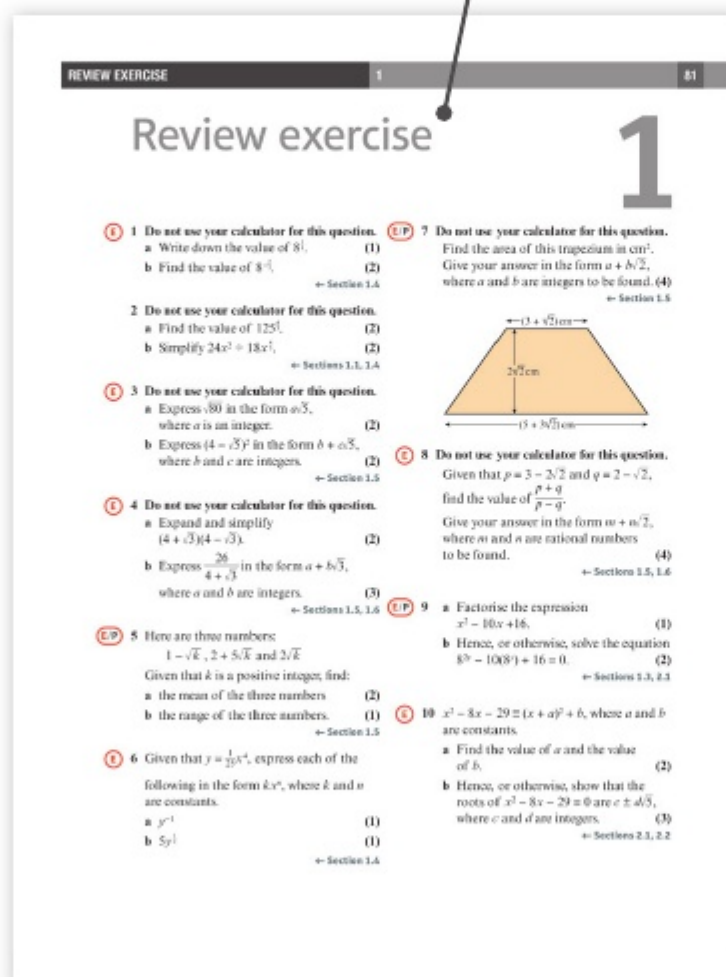 REVIEW EXERCISE 1 81
Review exercise 1
E 1 Do not use your calculator for this question.
a Write down the value of (1)
b Find the value of (2)
← Section 1.4
2 Do not use your calculator for this question.
a Find the value of (2)
b Simplify (2)
← Sections 1.1, 1.4
E 3 Do not use your calculator for this question.
a Express √80 in the form a√5,
where a is an integer. (2)
b Express (4 − √5)² in the form b + c√5,
where b and c are integers. (2)
← Section 1.5
E 4 Do not use your calculator for this question.
a Expand and simplify
(4 + √3)(4 − √3). (2)
b Express 26/(4 + √3) in the form a + b√3,
where a and b are integers. (3)
← Sections 1.5, 1.6
E/P 5 Here are three numbers:
1 − √k , 2 + 5√k and 2√k
Given that k is a positive integer, find:
a the mean of the three numbers (2)
b the range of the three numbers. (1)
← Section 1.5
E 6 Given that y = 1/25 x⁴, express each of the
following in the form kxⁿ, where k and n
are constants.
a y⁻¹ (1)
b (1)
← Section 1.4
E/P 7 Do not use your calculator for this question.
Find the area of this trapezium in cm².
Give your answer in the form a + b√2,
where a and b are integers to be found. (4)
← Section 1.5
(3 + √2) cm
2√2 cm
(5 + 3√2) cm
E 8 Do not use your calculator for this question.
Given that p = 3 − 2√2 and q = 2 − √2,
find the value of (p + q)/(p − q).
Give your answer in the form m + n√2,
where m and n are rational numbers
to be found. (4)
← Sections 1.5, 1.6
E/P 9 a Factorise the expression
x² − 10x +16. (1)
b Hence, or otherwise, solve the equation
8²ʸ − 10(8ʸ) + 16 = 0. (2)
← Sections 1.3, 2.1
E 10 x² − 8x − 29 ≡ (x + a)² + b, where a and b
are constants.
a Find the value of a and the value
of b. (2)
b Hence, or otherwise, show that the
roots of x² − 8x − 29 = 0 are c ± d√5,
where c and d are integers. (3)
← Sections 2.1, 2.2